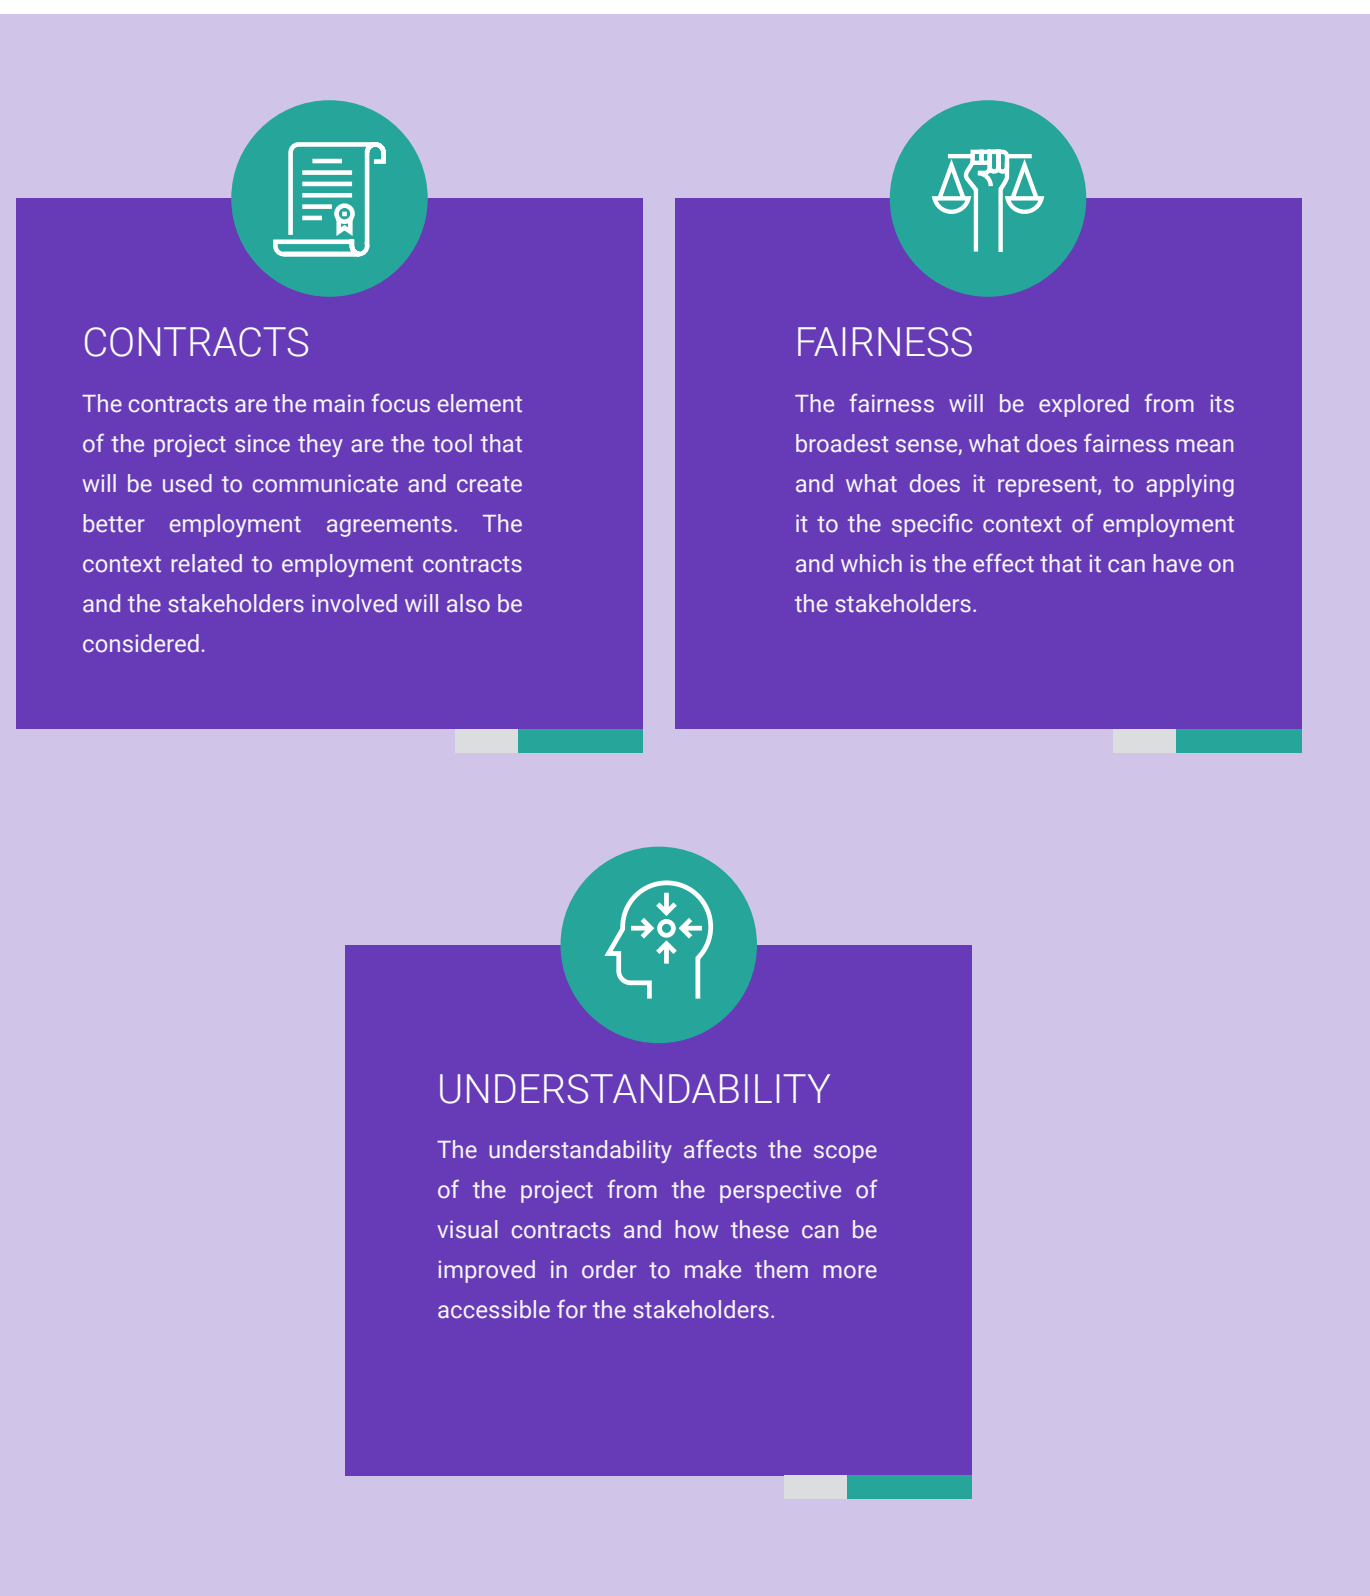 CONTRACTS
The contracts are the main focus element
of the project since they are the tool that
will be used to communicate and create
better employment agreements. The
context related to employment contracts
and the stakeholders involved will also be
considered.
FAIRNESS
The fairness will be explored from its
broadest sense, what does fairness mean
and what does it represent, to applying
it to the specific context of employment
and which is the effect that it can have on
the stakeholders.
UNDERSTANDABILITY
The understandability affects the scope
of the project from the perspective of
visual contracts and how these can be
improved in order to make them more
accessible for the stakeholders.